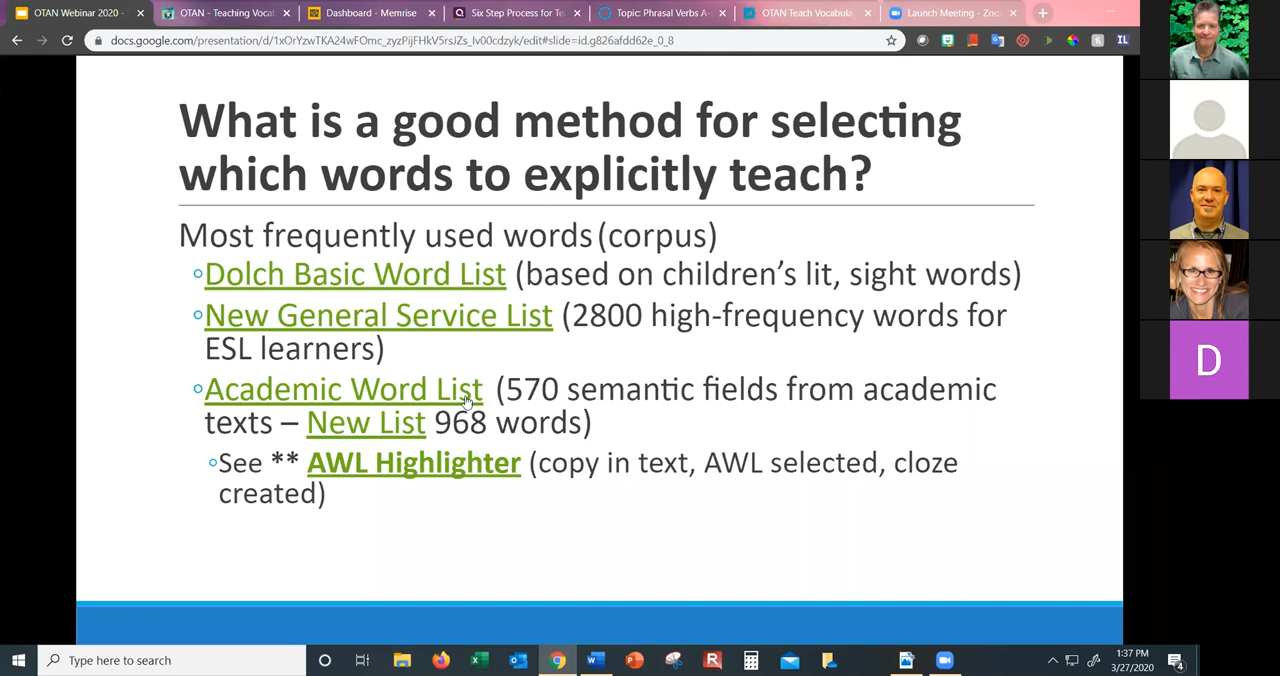 OTAN Webinar 2020 -
OTAN - Teaching Vocab
Dashboard - Memrise
Six Step Process for Te
Topic: Phrasal Verbs A-
OTAN Teach Vocabula
Launch Meeting - Zoo
docs.google.com/presentation/d/1xOrYzwTKA24wFOmc_zyzPijFHkV5rsJZs_lv00cdzyk/edit#slide=id.g826afdd62e_0_8
IL
What is a good method for selecting
which words to explicitly teach?
Most frequently used words (corpus)
Dolch Basic Word List (based on children's lit, sight words)
New General Service List (2800 high-frequency words for
ESL learners)
Academic Word List (570 semantic fields from academic
texts – New List 968 words)
See ** AWL Highlighter (copy in text, AWL selected, cloze
created)
D
Type here to search
1:37 PM
3/27/2020
4